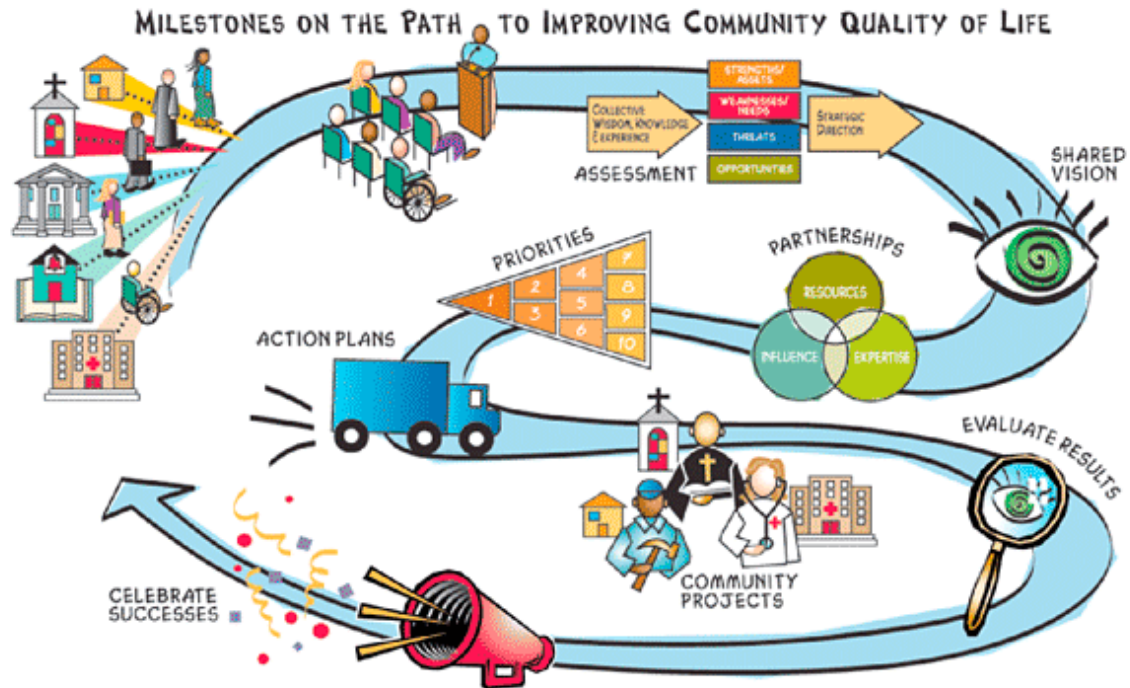 MILESTONES ON THE PATH TO IMPROVING COMMUNITY QUALITY OF LIFE
STRENGTHS/
ASSETS
COLLECTIVE
WISDOM, KNOWLEDGE
& EXPERIENCE
WEAKNESSES/
NEEDS
STRATEGIC
DIRECTION
THREATS
OPPORTUNITIES
ASSESSMENT
SHARED
VISION
PARTNERSHIPS
RESOURCES
INFLUENCE
EXPERTISE
PRIORITIES
1
2
3
4
5
6
7
8
9
10
ACTION PLANS
COMMUNITY
PROJECTS
EVALUATE RESULTS
CELEBRATE
SUCCESSES